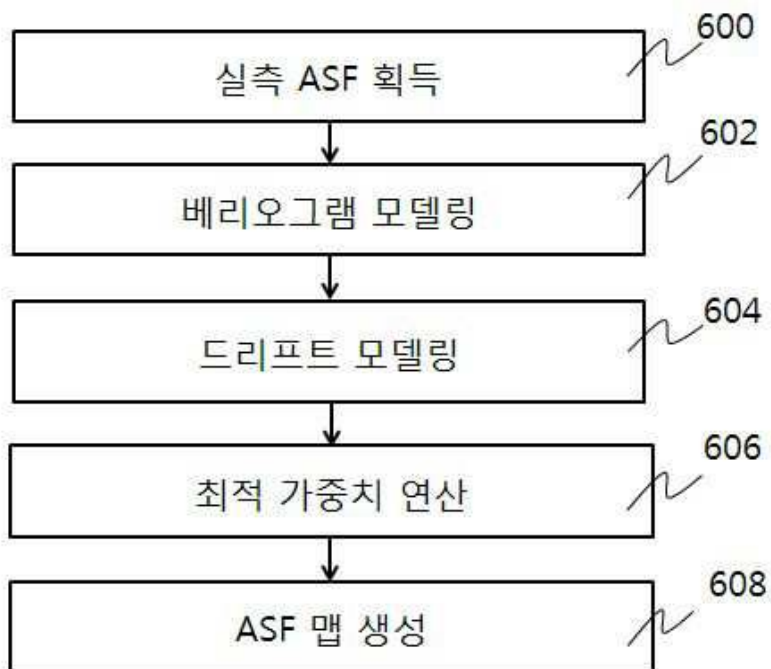 600
실측 ASF 획득
602
베리오그램 모델링
604
드리프트 모델링
606
최적 가중치 연산
608
ASF 맵 생성